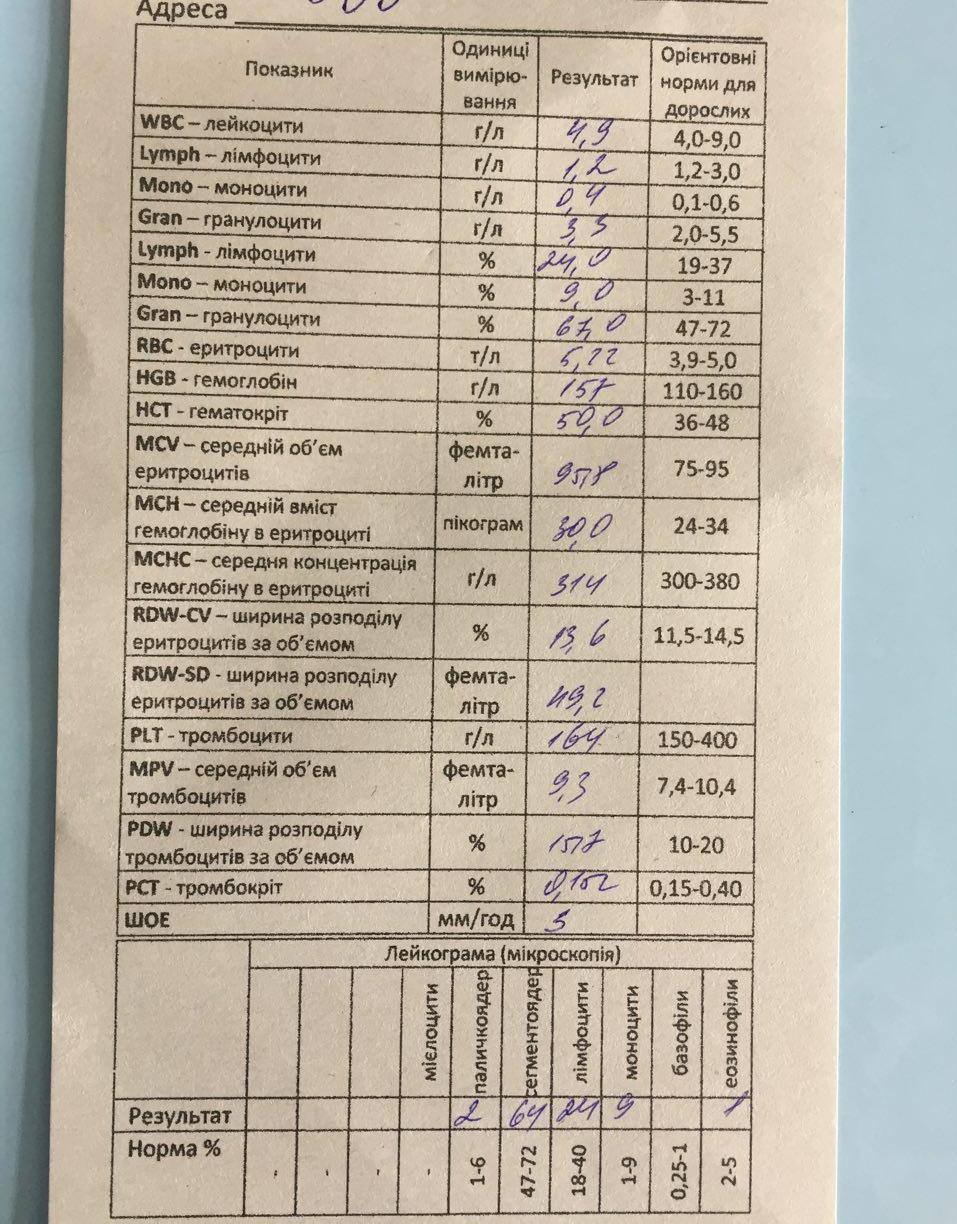 Адреса
Показник | Одиниці вимірю-вання | Результат | Орієнтовні норми для дорослих
WBC – лейкоцити | г/л | 4,9 | 4,0-9,0
Lymph – лімфоцити | г/л | 1,2 | 1,2-3,0
Mono – моноцити | г/л | 0,4 | 0,1-0,6
Gran – гранулоцити | г/л | 3,3 | 2,0-5,5
Lymph - лімфоцити | % | 24,0 | 19-37
Mono – моноцити | % | 9,0 | 3-11
Gran – гранулоцити | % | 67,0 | 47-72
RBC - еритроцити | т/л | 5,22 | 3,9-5,0
HGB - гемоглобін | г/л | 157 | 110-160
HCT - гематокріт | % | 50,0 | 36-48
MCV – середній об’єм еритроцитів | фемта-літр | 95,8 | 75-95
MCH – середній вміст гемоглобіну в еритроциті | пікограм | 30,0 | 24-34
MCHC – середня концентрація гемоглобіну в еритроциті | г/л | 314 | 300-380
RDW-CV – ширина розподілу еритроцитів за об’ємом | % | 13,6 | 11,5-14,5
RDW-SD - ширина розподілу еритроцитів за об’ємом | фемта-літр | 49,2
PLT - тромбоцити | г/л | 164 | 150-400
MPV – середній об’єм тромбоцитів | фемта-літр | 9,3 | 7,4-10,4
PDW - ширина розподілу тромбоцитів за об’ємом | % | 15,7 | 10-20
PCT - тромбокріт | % | 0,152 | 0,15-0,40
ШОЕ | мм/год | 5
Лейкограма (мікроскопія)
мієлоцити | паличкоядер | сегментоядер | лімфоцити | моноцити | базофіли | еозинофіли
Результат | 2 | 64 | 24 | 9 | 1
Норма % | - | - | - | - | 1-6 | 47-72 | 18-40 | 1-9 | 0,25-1 | 2-5